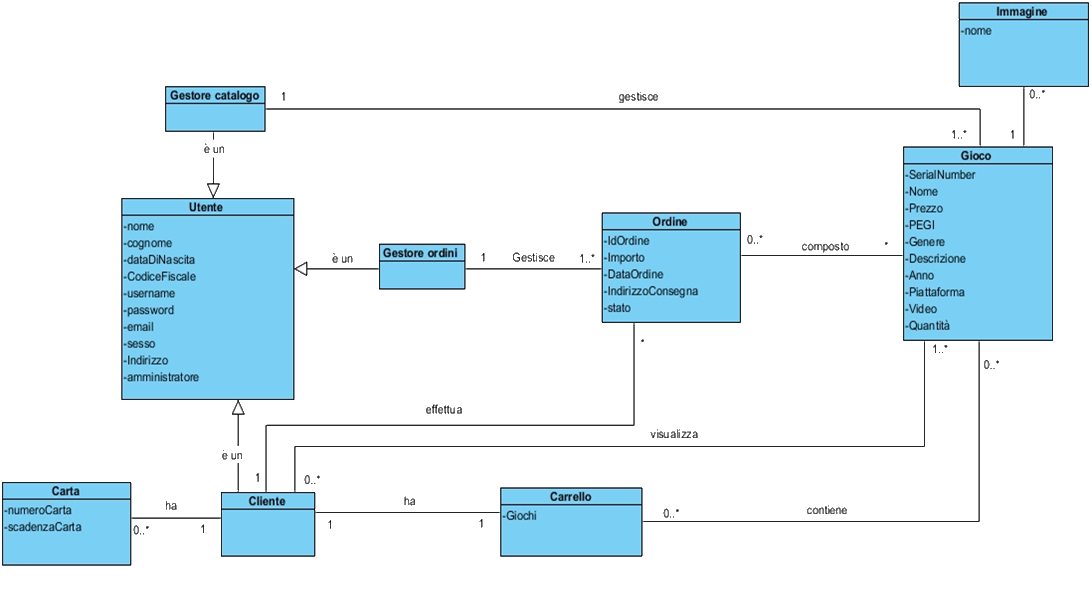 Immagine
-nome
0..*
1
Gestore catalogo
1
gestisce
1..*
è un
Gioco
-SerialNumber
-Nome
-Prezzo
-PEGI
-Genere
-Descrizione
-Anno
-Piattaforma
-Video
-Quantità
Utente
-nome
-cognome
-dataDiNascita
-CodiceFiscale
-username
-password
-email
-sesso
-Indirizzo
-amministratore
è un
Gestore ordini
1
Gestisce
1..*
Ordine
-IdOrdine
-Importo
-DataOrdine
-IndirizzoConsegna
-stato
0..*
composto
*
*
1..*
0..*
effettua
visualizza
è un
1
0..*
Carta
-numeroCarta
-scadenzaCarta
ha
0..*
1
Cliente
ha
1
1
Carrello
-Giochi
0..*
contiene